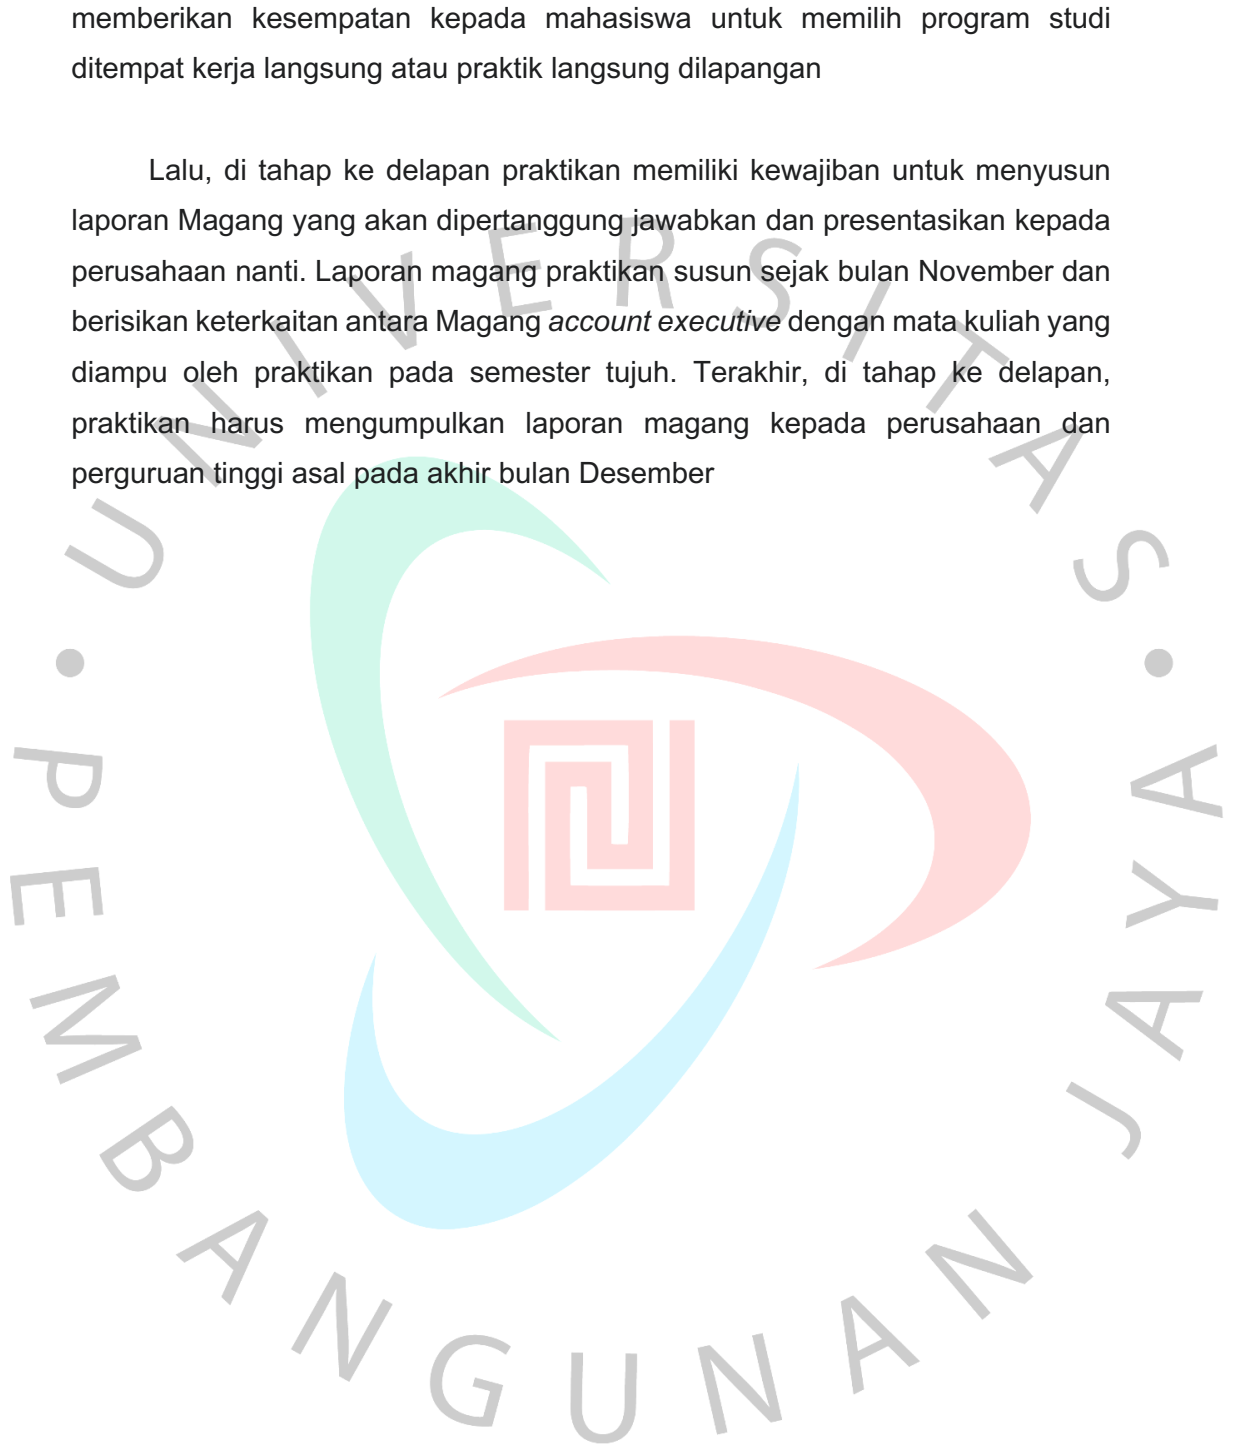 memberikan kesempatan kepada mahasiswa untuk memilih program studi
ditempat kerja langsung atau praktik langsung dilapangan
Lalu, di tahap ke delapan praktikan memiliki kewajiban untuk menyusun
laporan Magang yang akan dipertanggung jawabkan dan presentasikan kepada
perusahaan nanti. Laporan magang praktikan susun sejak bulan November dan
berisikan keterkaitan antara Magang account executive dengan mata kuliah yang
diampu oleh praktikan pada semester tujuh. Terakhir, di tahap ke delapan,
praktikan harus mengumpulkan laporan magang kepada perusahaan dan
perguruan tinggi asal pada akhir bulan Desember
UNIVERSITAS
PEMBANGUNAN JAYA